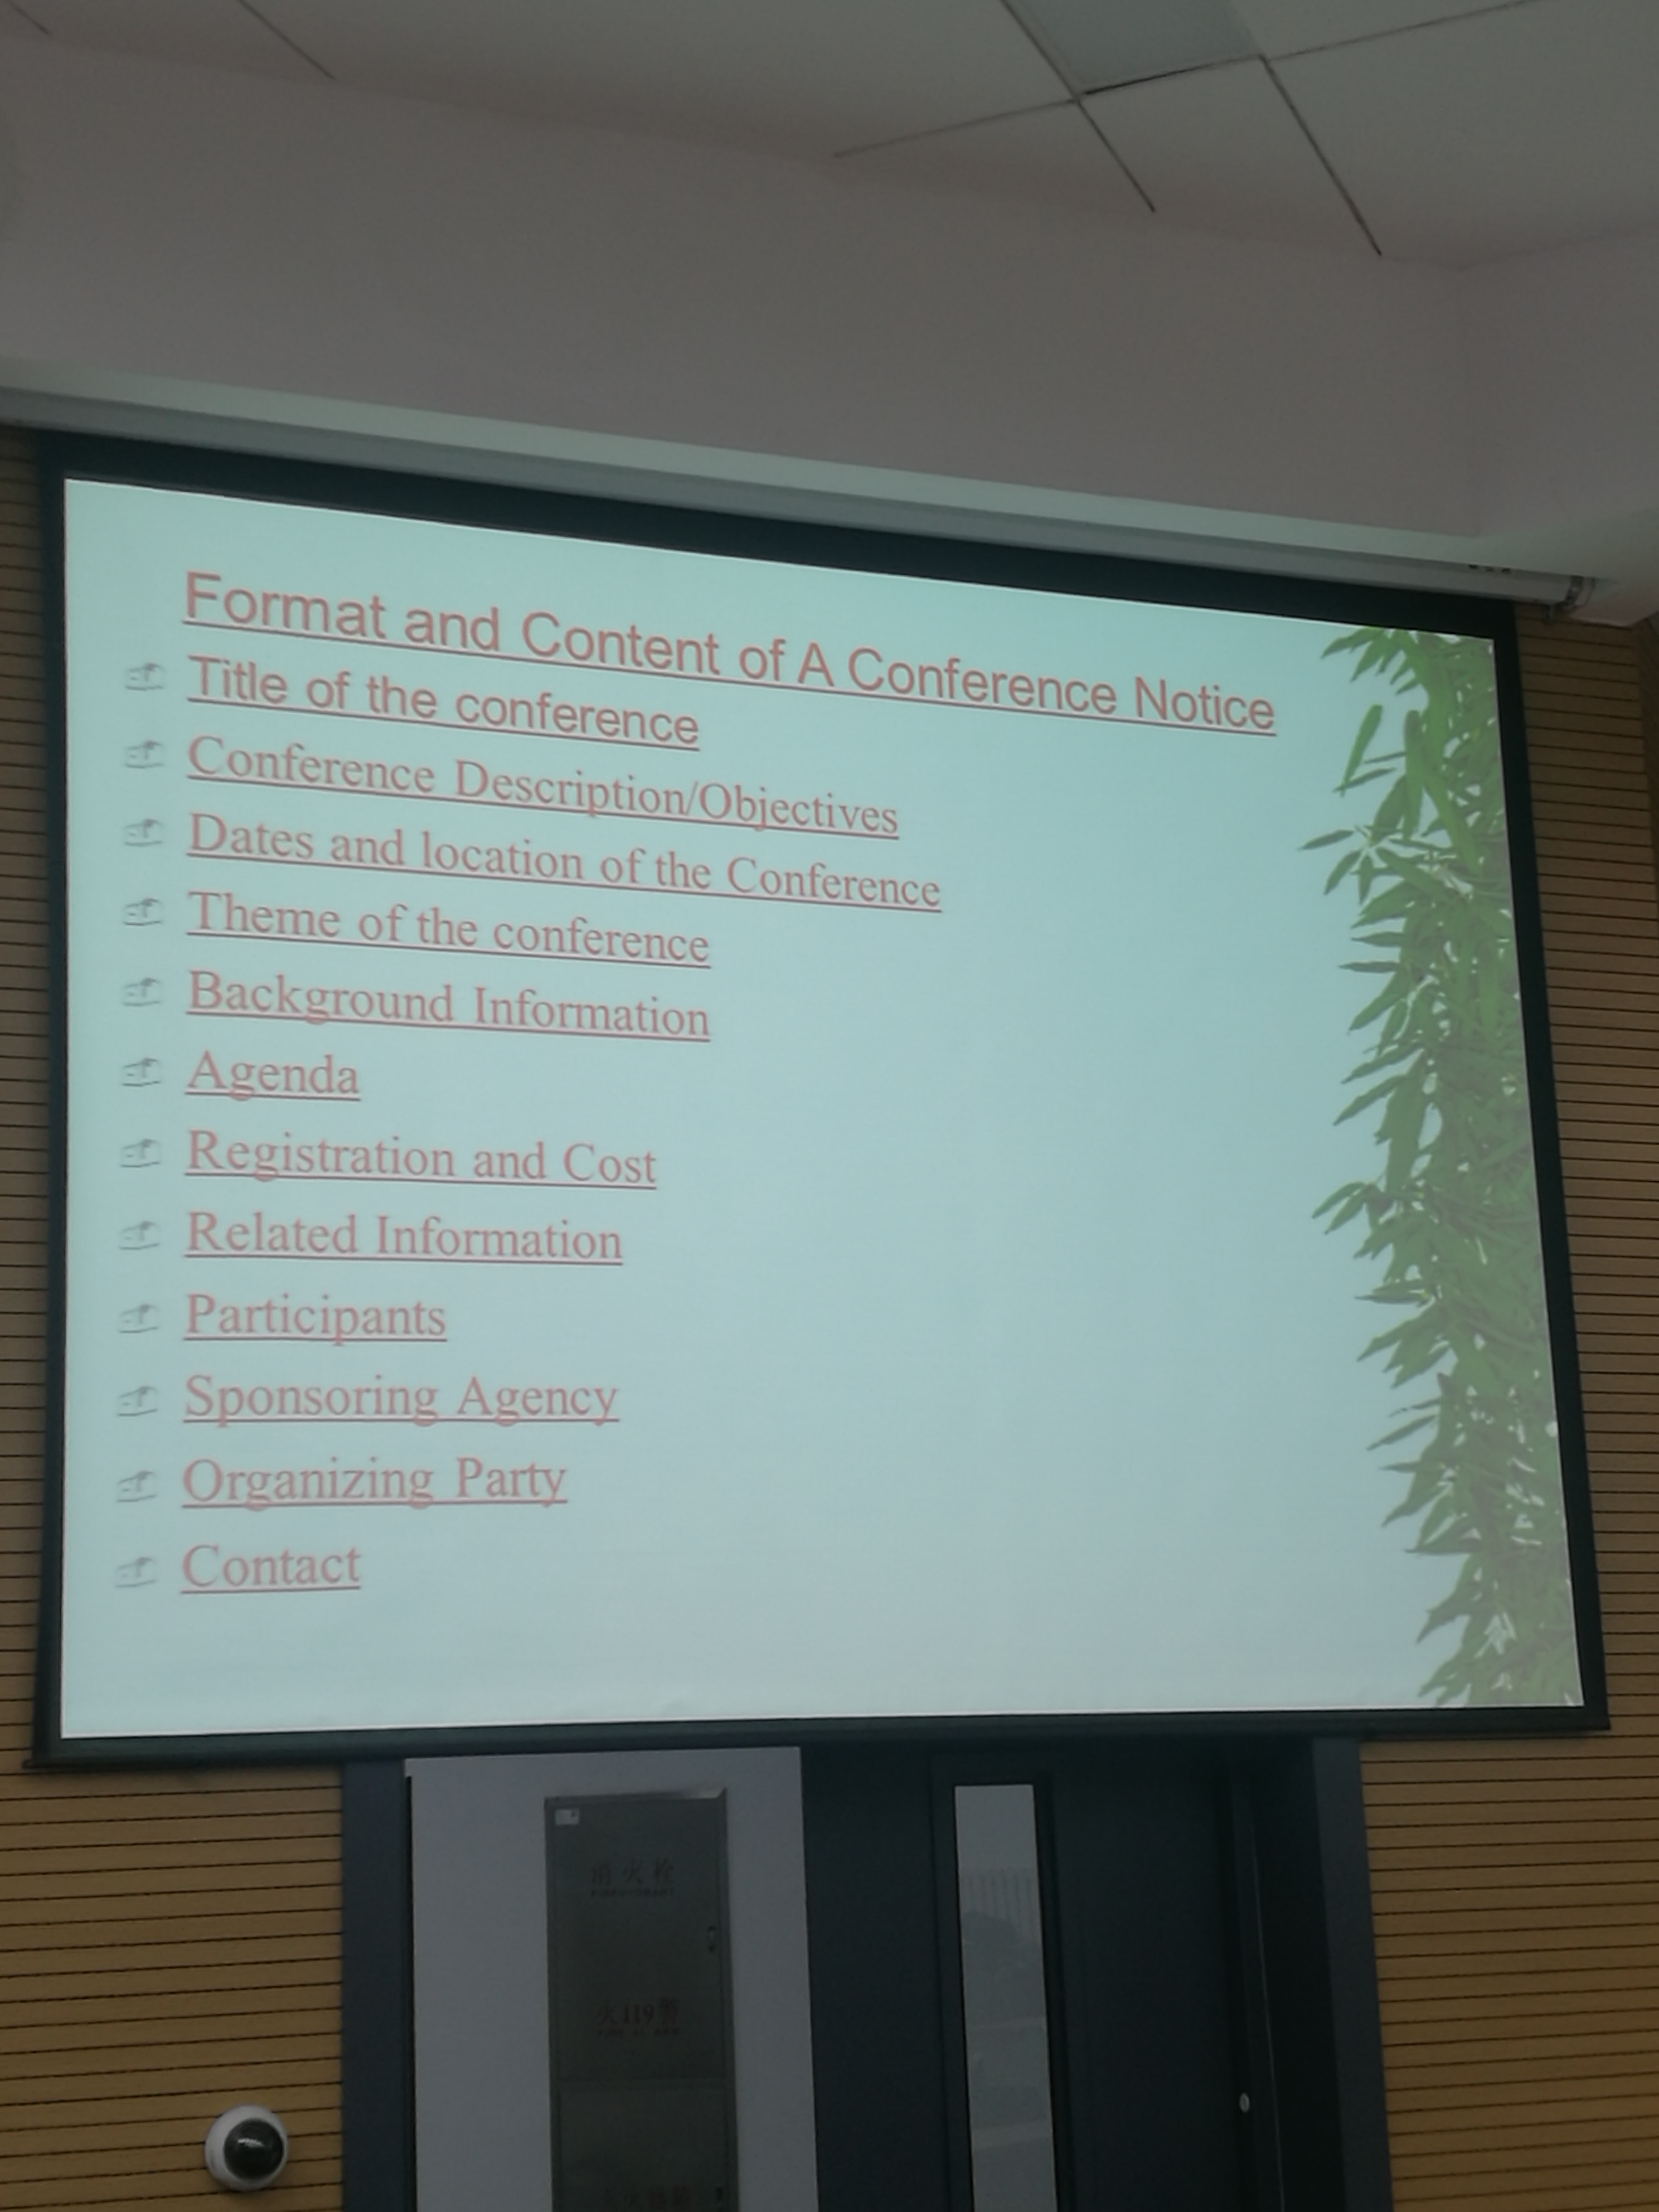 Format and Content of A Conference Notice
Title of the conference
Conference Description/Objectives
Dates and location of the Conference
Theme of the conference
Background Information
Agenda
Registration and Cost
Related Information
Participants
Sponsoring Agency
Organizing Party
Contact
消火栓
火119警